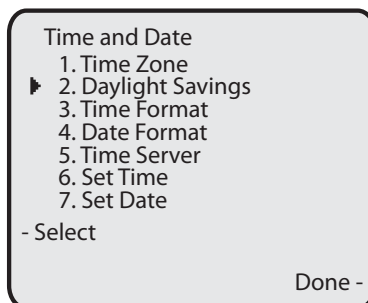 Time and Date
1. Time Zone
2. Daylight Savings
3. Time Format
4. Date Format
5. Time Server
6. Set Time
7. Set Date
- Select
Done -